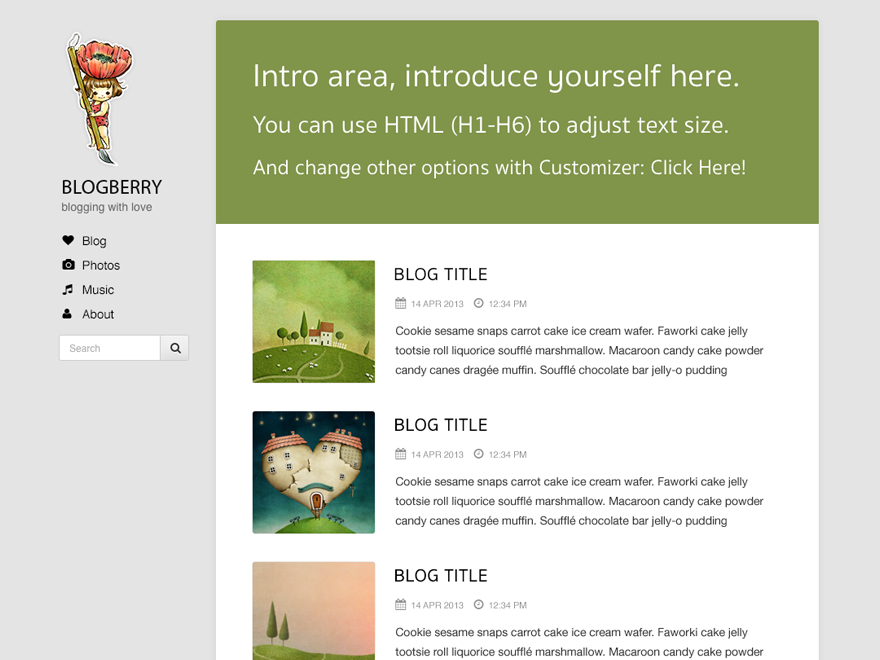 BLOGBERRY
blogging with love
Blog
Photos
Music
About
Search
Intro area, introduce yourself here.
You can use HTML (H1-H6) to adjust text size.
And change other options with Customizer: Click Here!
BLOG TITLE
14 APR 2013 12:34 PM
Cookie sesame snaps carrot cake ice cream wafer. Faworki cake jelly
tootsie roll liquorice soufflé marshmallow. Macaroon candy cake powder
candy canes dragée muffin. Soufflé chocolate bar jelly-o pudding
BLOG TITLE
14 APR 2013 12:34 PM
Cookie sesame snaps carrot cake ice cream wafer. Faworki cake jelly
tootsie roll liquorice soufflé marshmallow. Macaroon candy cake powder
candy canes dragée muffin. Soufflé chocolate bar jelly-o pudding
BLOG TITLE
14 APR 2013 12:34 PM
Cookie sesame snaps carrot cake ice cream wafer. Faworki cake jelly
tootsie roll liquorice soufflé marshmallow. Macaroon candy cake powder